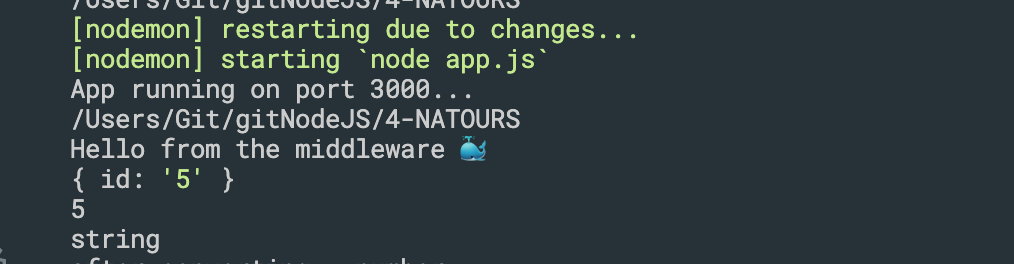 /Users/Git/gitNodeJS/4-NATOURS
[nodemon] restarting due to changes...
[nodemon] starting `node app.js`
App running on port 3000...
/Users/Git/gitNodeJS/4-NATOURS
Hello from the middleware 🐳
{ id: '5' }
5
string